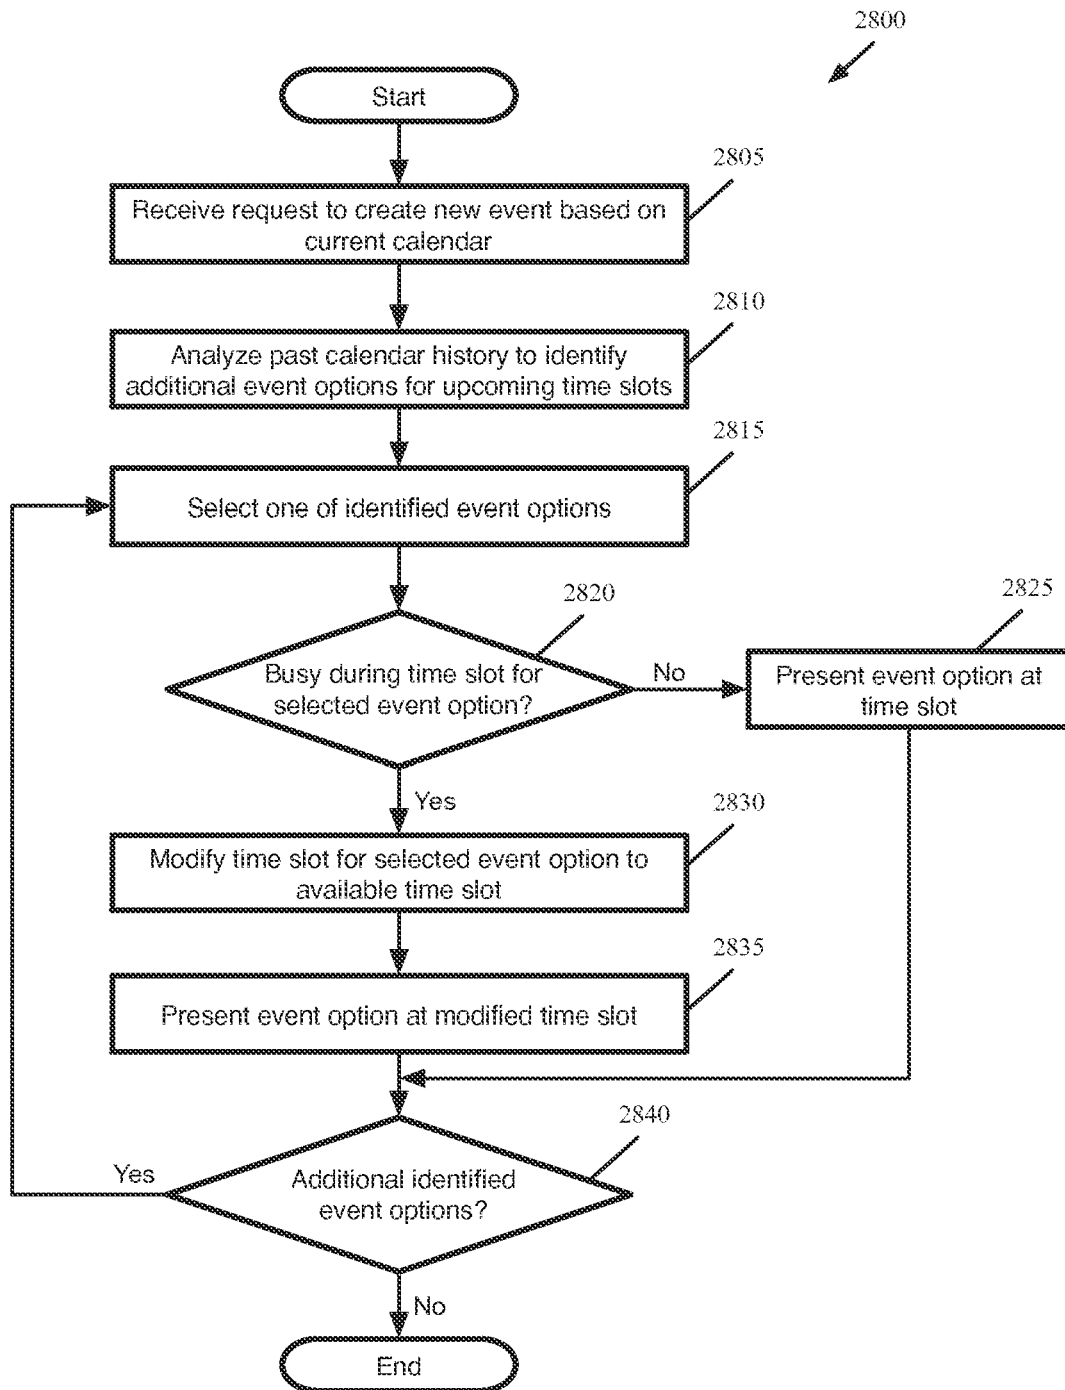 2800
Start
2805
Receive request to create new event based on
current calendar
2810
Analyze past calendar history to identify
additional event options for upcoming time slots
2815
Select one of identified event options
2820
Busy during time slot for
selected event option?
No
2825
Present event option at
time slot
Yes
2830
Modify time slot for selected event option to
available time slot
2835
Present event option at modified time slot
2840
Additional identified
event options?
Yes
No
End